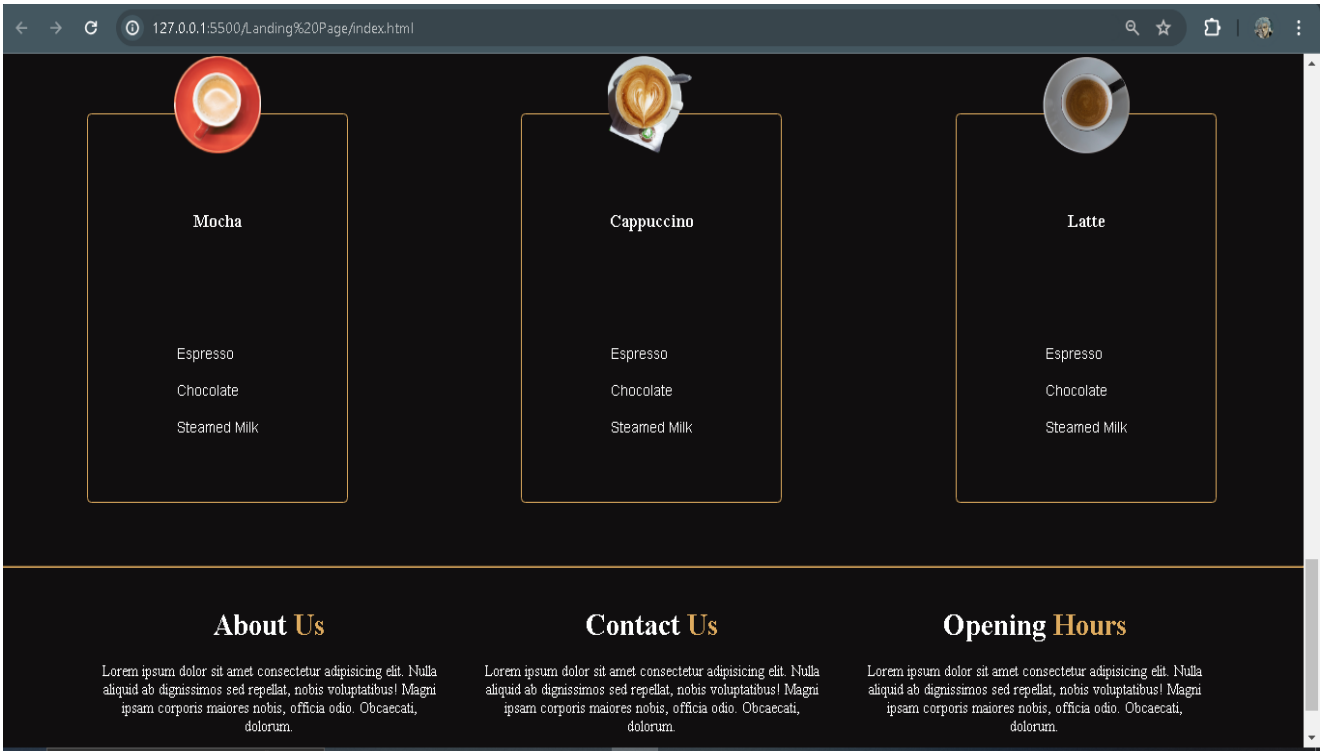 127.0.0.1:5500/Landing%20Page/index.html
Mocha
Cappuccino
Latte
Espresso
Chocolate
Steamed Milk
Espresso
Chocolate
Steamed Milk
Espresso
Chocolate
Steamed Milk
About Us
Lorem ipsum dolor sit amet consectetur adipisicing elit. Nulla
aliquid ab dignissimos sed repellat, nobis voluptatibus! Magni
ipsam corporis maiores nobis, officia odio. Obcaecati,
dolorum.
Contact Us
Lorem ipsum dolor sit amet consectetur adipisicing elit. Nulla
aliquid ab dignissimos sed repellat, nobis voluptatibus! Magni
ipsam corporis maiores nobis, officia odio. Obcaecati,
dolorum.
Opening Hours
Lorem ipsum dolor sit amet consectetur adipisicing elit. Nulla
aliquid ab dignissimos sed repellat, nobis voluptatibus! Magni
ipsam corporis maiores nobis, officia odio. Obcaecati,
dolorum.